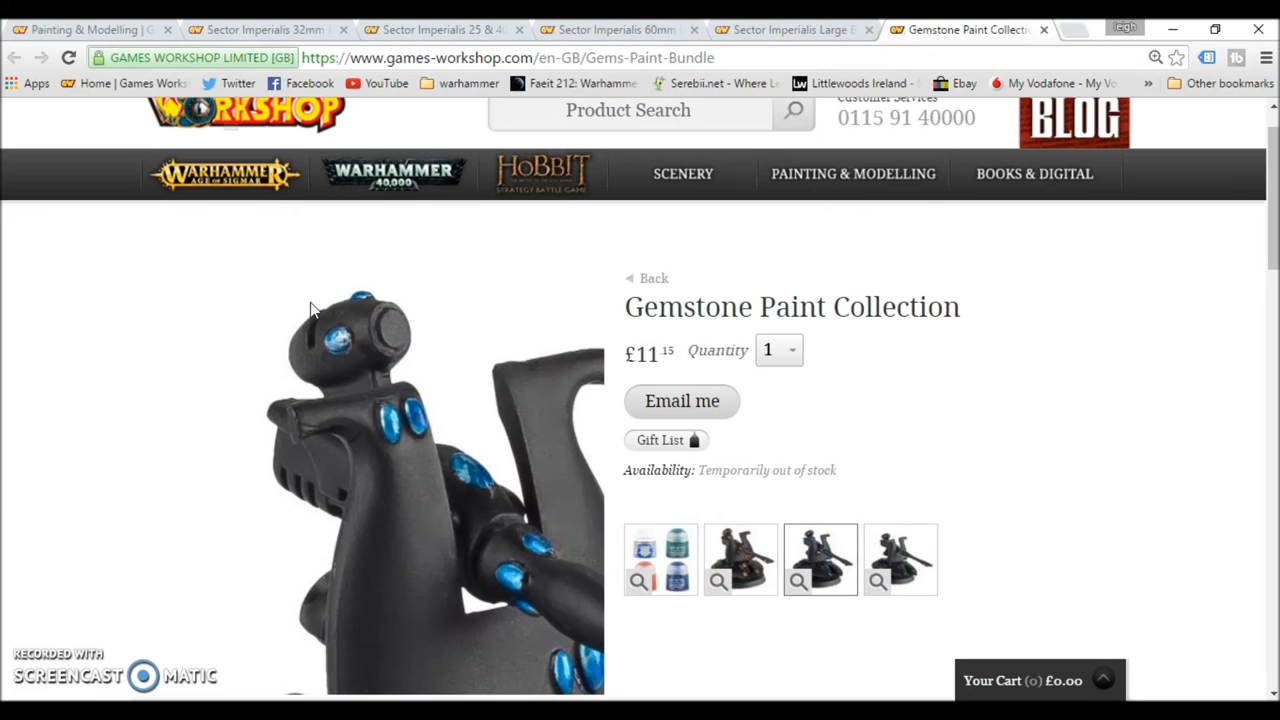 Painting & Modelling | G
Sector Imperialis 32mm
Sector Imperialis 25 & 4
Sector Imperialis 60mm
Sector Imperialis Large B
Gemstone Paint Collectio
leigh
GAMES WORKSHOP LIMITED [GB]
https://www.games-workshop.com/en-GB/Gems-Paint-Bundle
Apps
Home | Games Works
Twitter
Facebook
YouTube
warhammer
Faeit 212: Warhamme
Serebii.net - Where Le
Littlewoods Ireland -
Ebay
My Vodafone - My Vo
»
Other bookmarks
WORKSHOP
Product Search
Customer Services
0115 91 40000
BLOG
WARHAMMER
AGE OF SIGMAR
WARHAMMER
40,000
THE HOBBIT
STRATEGY BATTLE GAME
SCENERY
PAINTING & MODELLING
BOOKS & DIGITAL
Back
Gemstone Paint Collection
£11.15
Quantity
1
Email me
Gift List
Availability: Temporarily out of stock
RECORDED WITH
SCREENCAST MATIC
Your Cart (0) £0.00